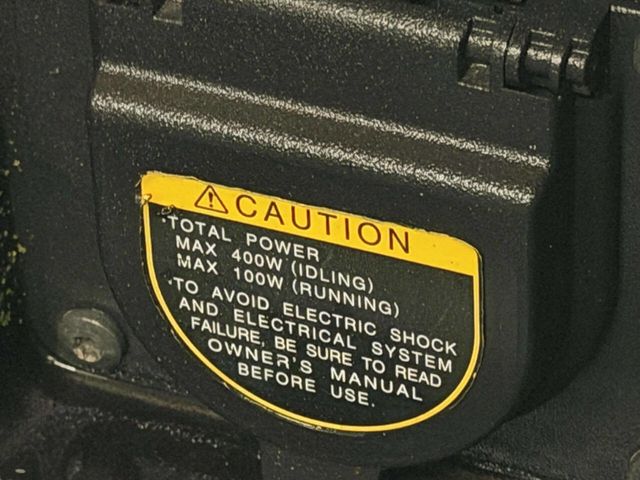 CAUTION
·TOTAL POWER
MAX 400W (IDLING)
MAX 100W (RUNNING)
·TO AVOID ELECTRIC SHOCK
AND ELECTRICAL SYSTEM
FAILURE, BE SURE TO READ
OWNER'S MANUAL
BEFORE USE.